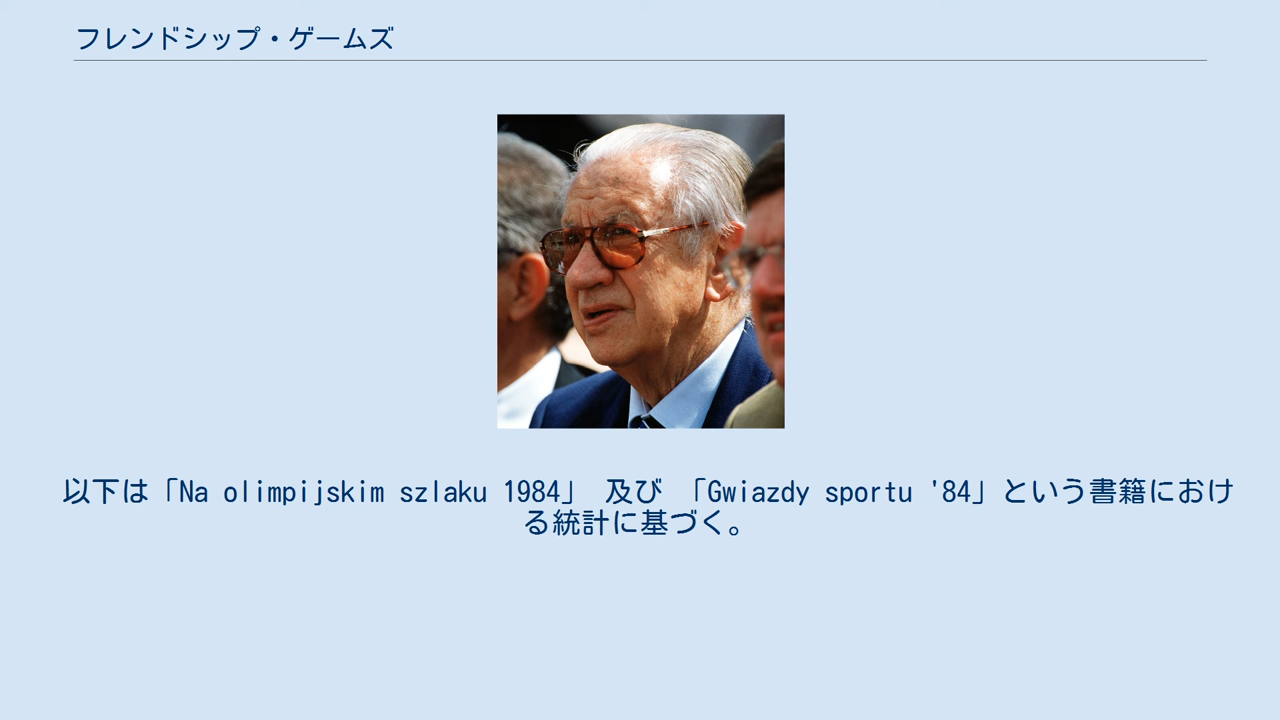 フレンドシップ・ゲームズ
以下は「Na olimpijskim szlaku 1984」 及び 「Gwiazdy sportu '84」という書籍におけ
る統計に基づく。